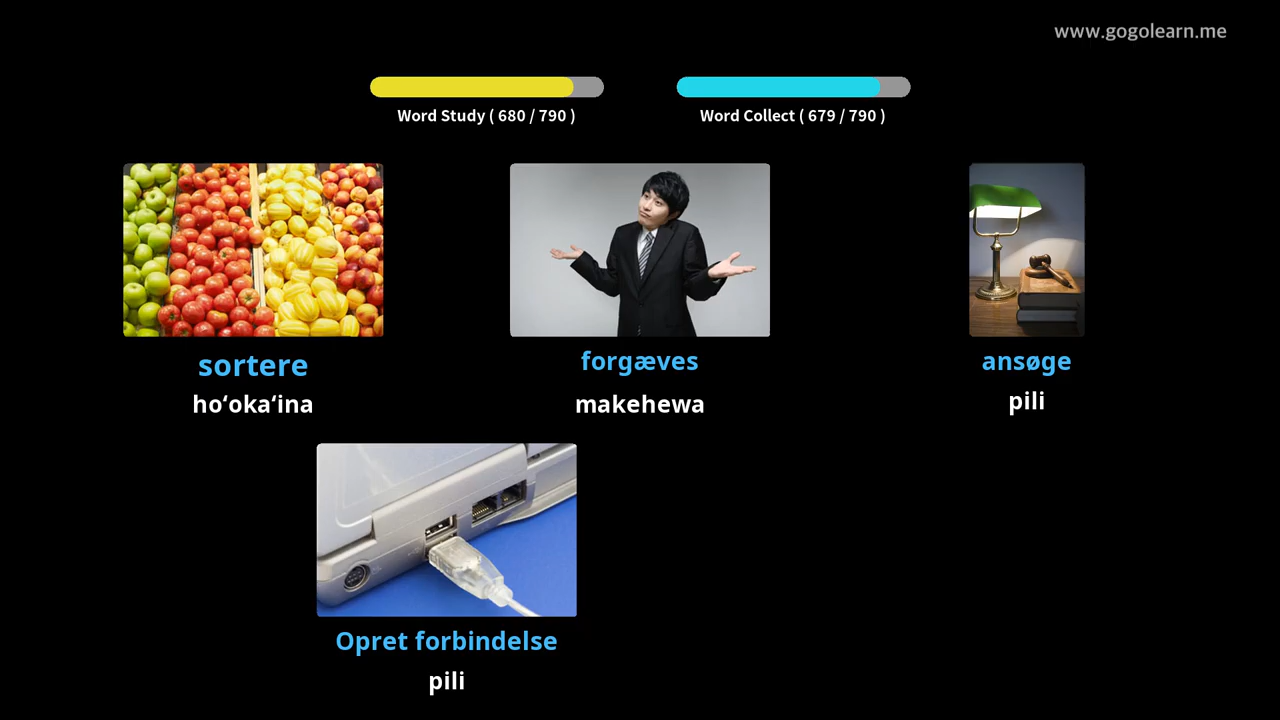 www.gogolearn.me
Word Study ( 680 / 790 )
Word Collect ( 679 / 790 )
sortere
hoʻokaʻina
forgæves
makehewa
ansøge
pili
Opret forbindelse
pili